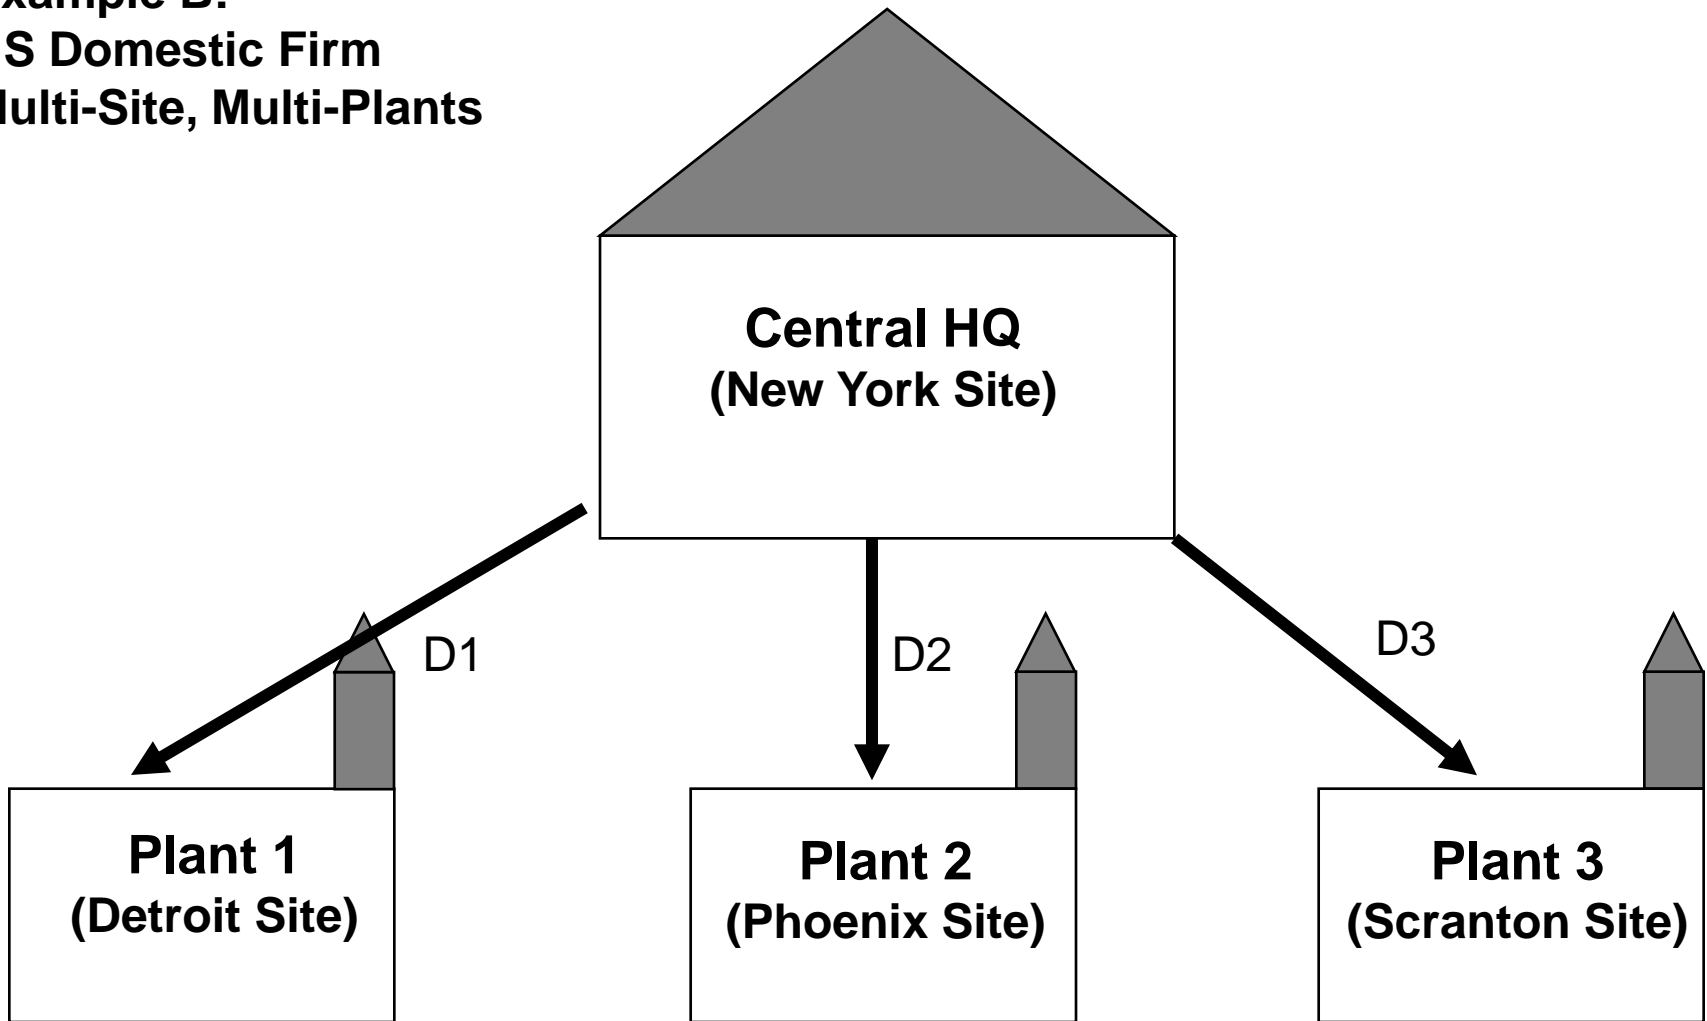 xample B:
S Domestic Firm
ulti-Site, Multi-Plants
Central HQ
(New York Site)
D1
D2
D3
Plant 1
(Detroit Site)
Plant 2
(Phoenix Site)
Plant 3
(Scranton Site)